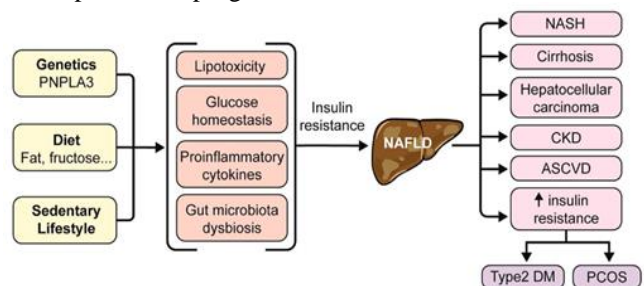 Genetics
PNPLA3
Diet
Fat, fructose...
Sedentary
Lifestyle
Lipotoxicity
Glucose
homeostasis
Proinflammatory
cytokines
Gut microbiota
dysbiosis
Insulin
resistance
NAFLD
NASH
Cirrhosis
Hepatocellular
carcinoma
CKD
ASCVD
↑ insulin
resistance
Type2 DM
PCOS